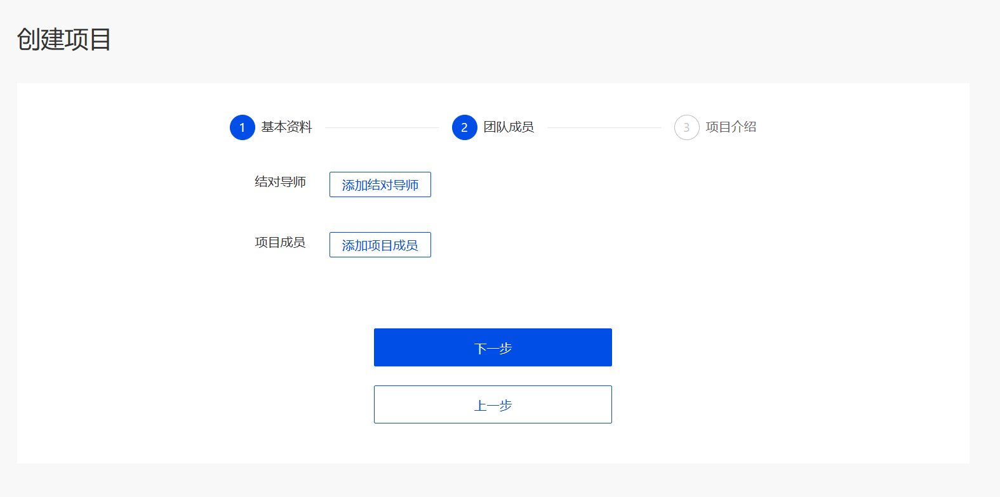 创建项目
1 基本资料 2 团队成员 3 项目介绍
结对导师 添加结对导师
项目成员 添加项目成员
下一步
上一步